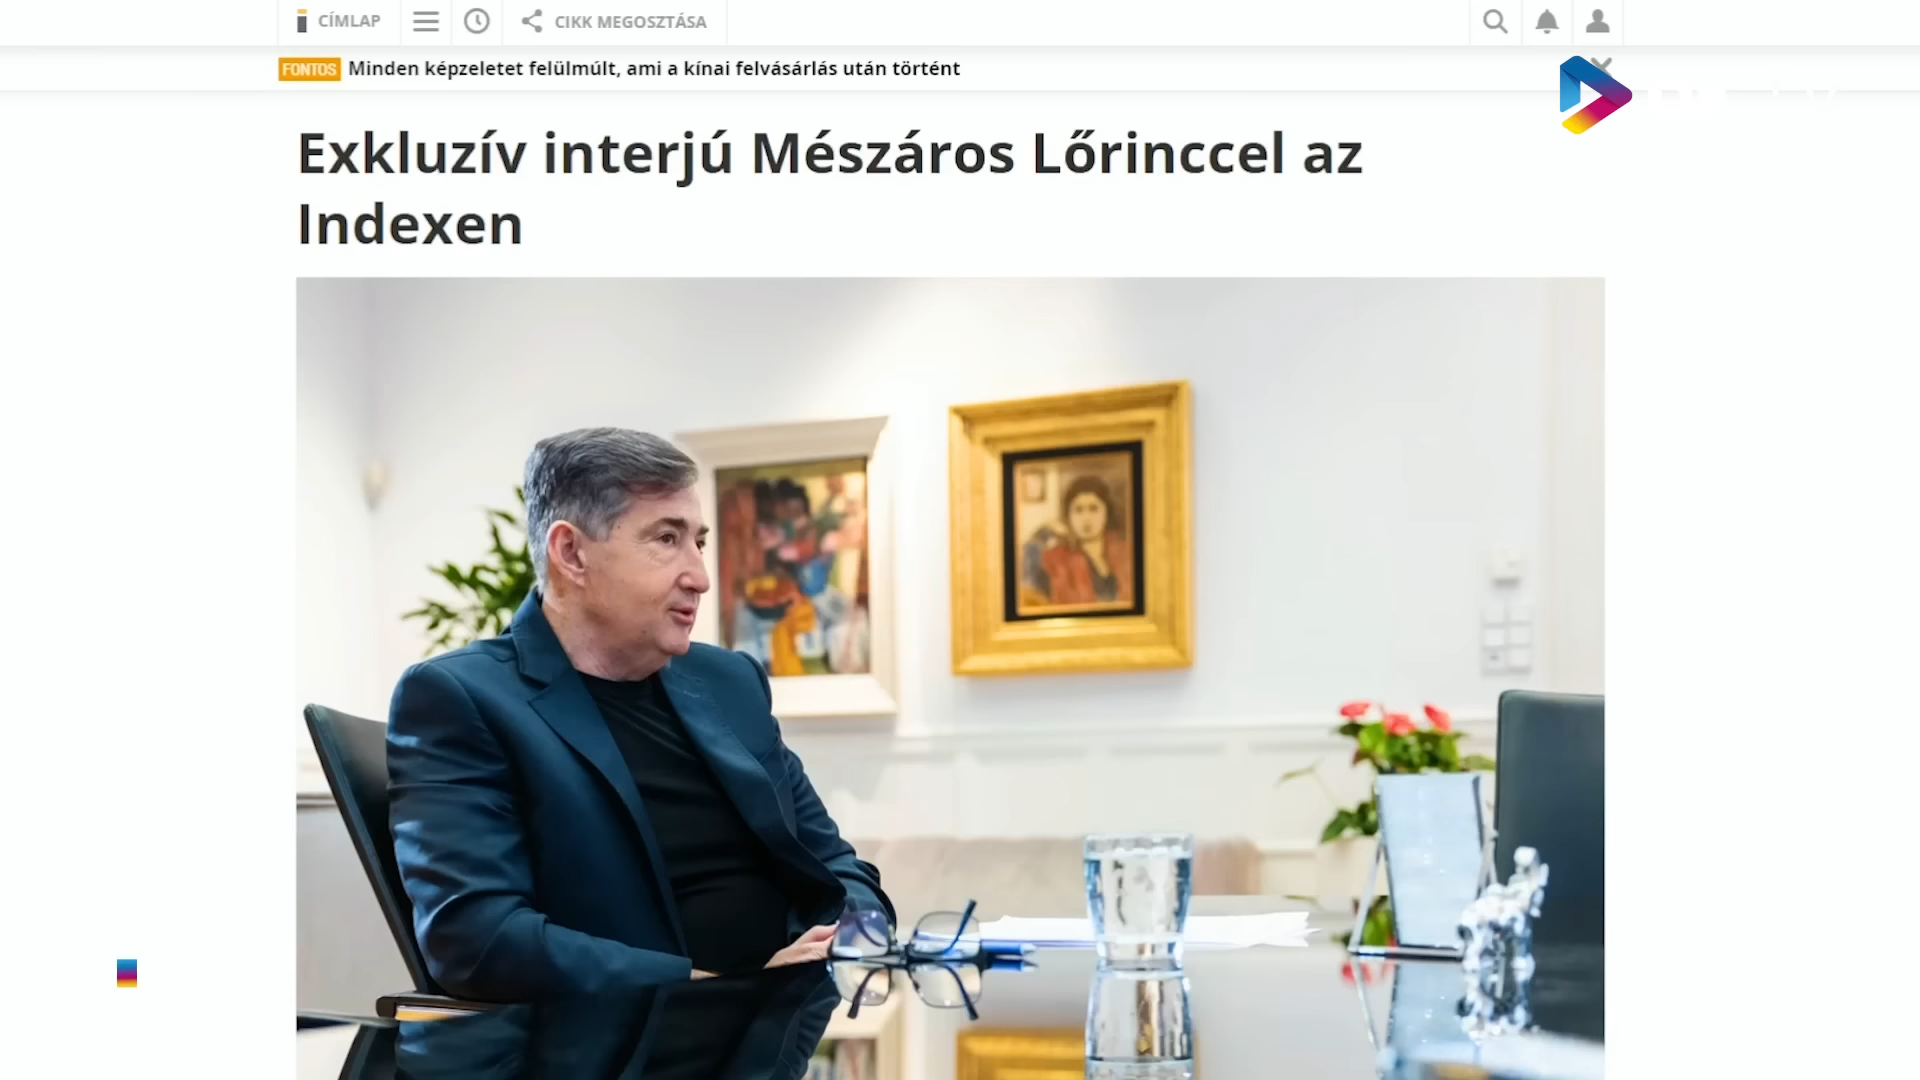 CÍMLAP
CIKK MEGOSZTÁSA
FONTOS Minden képzeletet felülmúlt, ami a kínai felvásárlás után történt
Exkluzív interjú Mészáros Lőrinccel az
Indexen